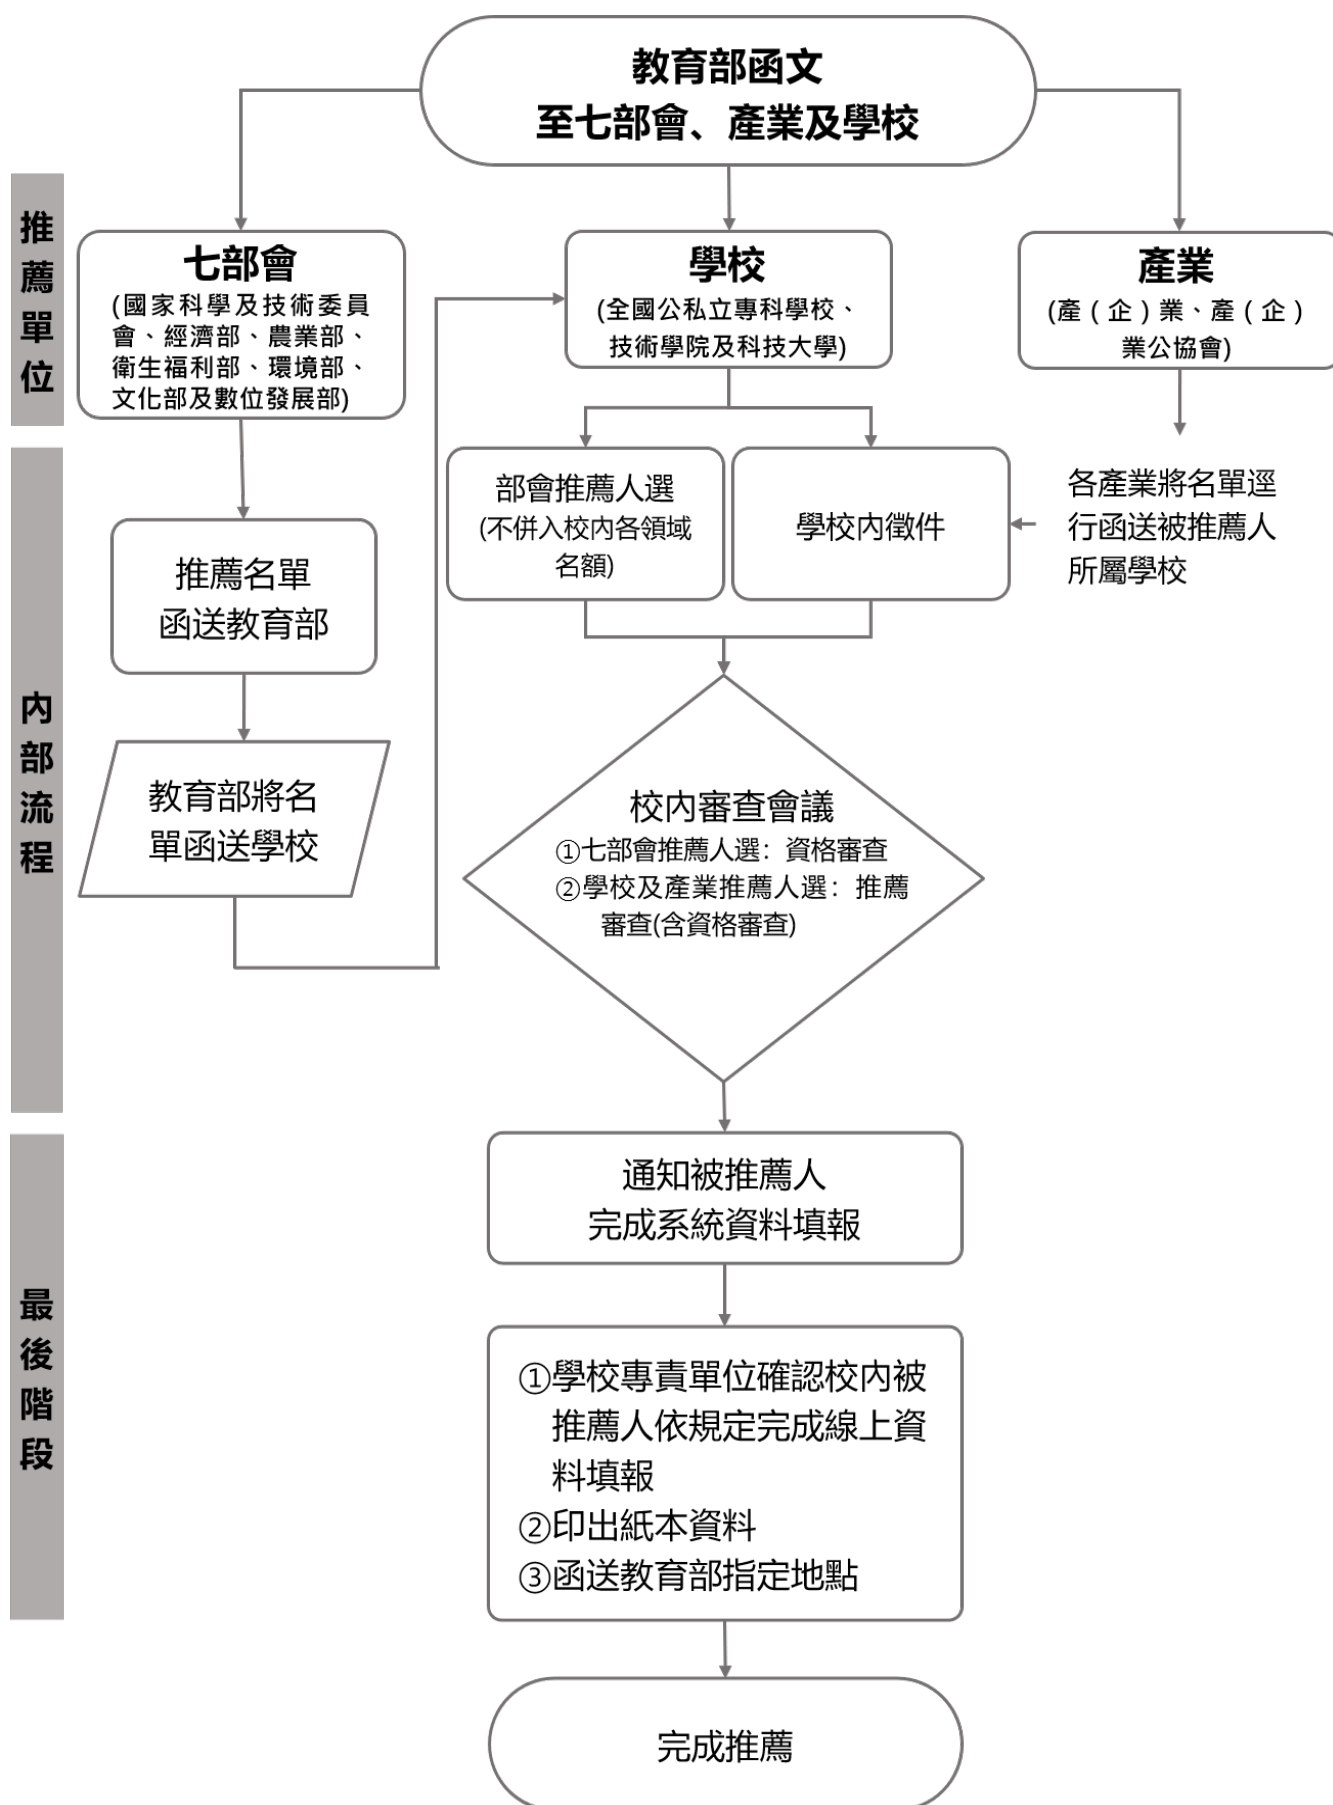 教育部函文
至七部會、產業及學校
推薦單位
七部會
(國家科學及技術委員
會、經濟部、農業部、
衛生福利部、環境部、
文化部及數位發展部)
學校
(全國公私立專科學校、
技術學院及科技大學)
產業
(產（企）業、產（企）
業公協會)
內部流程
推薦名單
函送教育部
教育部將名
單函送學校
部會推薦人選
(不併入校內各領域
名額)
學校內徵件
各產業將名單逕
行函送被推薦人
所屬學校
校內審查會議
①七部會推薦人選：資格審查
②學校及產業推薦人選：推薦
審查(含資格審查)
最後階段
通知被推薦人
完成系統資料填報
①學校專責單位確認校內被
推薦人依規定完成線上資
料填報
②印出紙本資料
③函送教育部指定地點
完成推薦